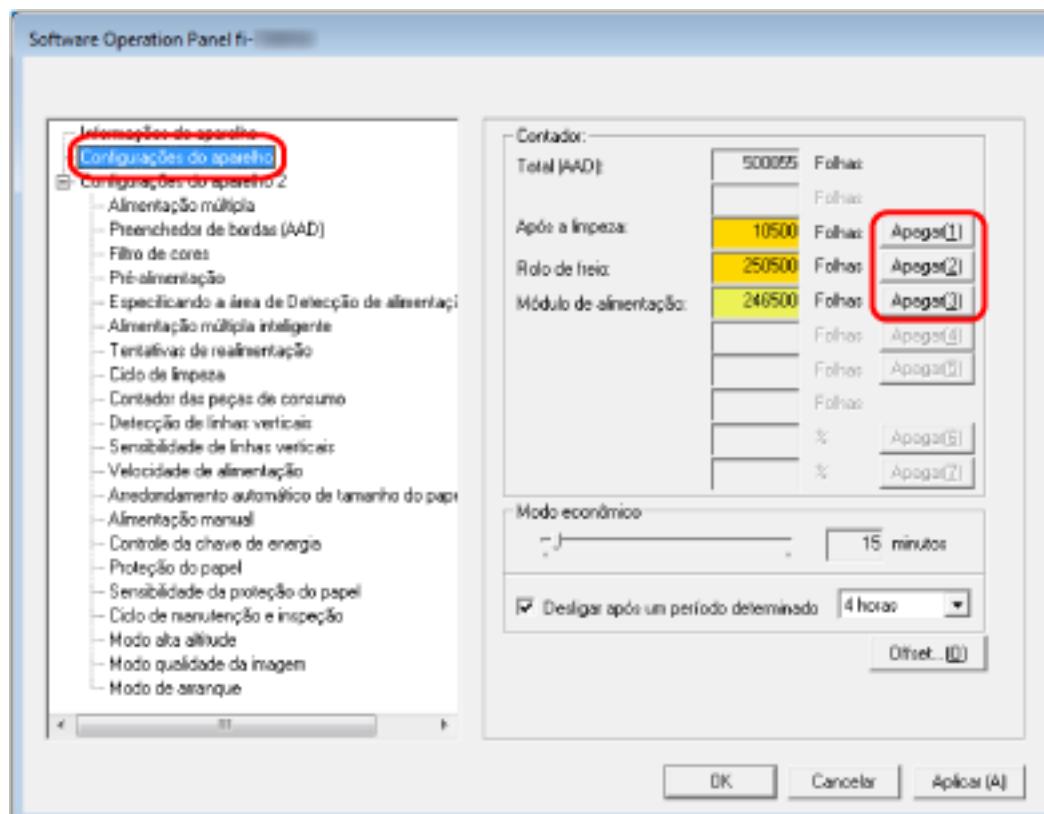 Software Operation Panel fi-
Informações do aparelho
Configurações do aparelho
Configurações do aparelho 2
Alimentação múltipla
Preenchedor de bordas (AAD)
Filtro de cores
Pré-alimentação
Especificando a área de Detecção de alimentaçã
Alimentação múltipla inteligente
Tentativas de realimentação
Ciclo de limpeza
Contador das peças de consumo
Detecção de linhas verticais
Sensibilidade de linhas verticais
Velocidade de alimentação
Arredondamento automático de tamanho do pape
Alimentação manual
Controle da chave de energia
Proteção do papel
Sensibilidade da proteção do papel
Ciclo de manutenção e inspeção
Modo alta altitude
Modo qualidade da imagem
Modo de arranque
Contador:
Total (AAD): 500055 Folhas
Folhas
Após a limpeza: 10500 Folhas Apagar(1)
Rolo de freio: 250500 Folhas Apagar(2)
Módulo de alimentação: 246500 Folhas Apagar(3)
Folhas Apagar(4)
Folhas Apagar(5)
Folhas
% Apagar(6)
% Apagar(7)
Modo econômico
15 minutos
Desligar após um período determinado 4 horas
Offset...(O)
OK Cancelar Aplicar (A)